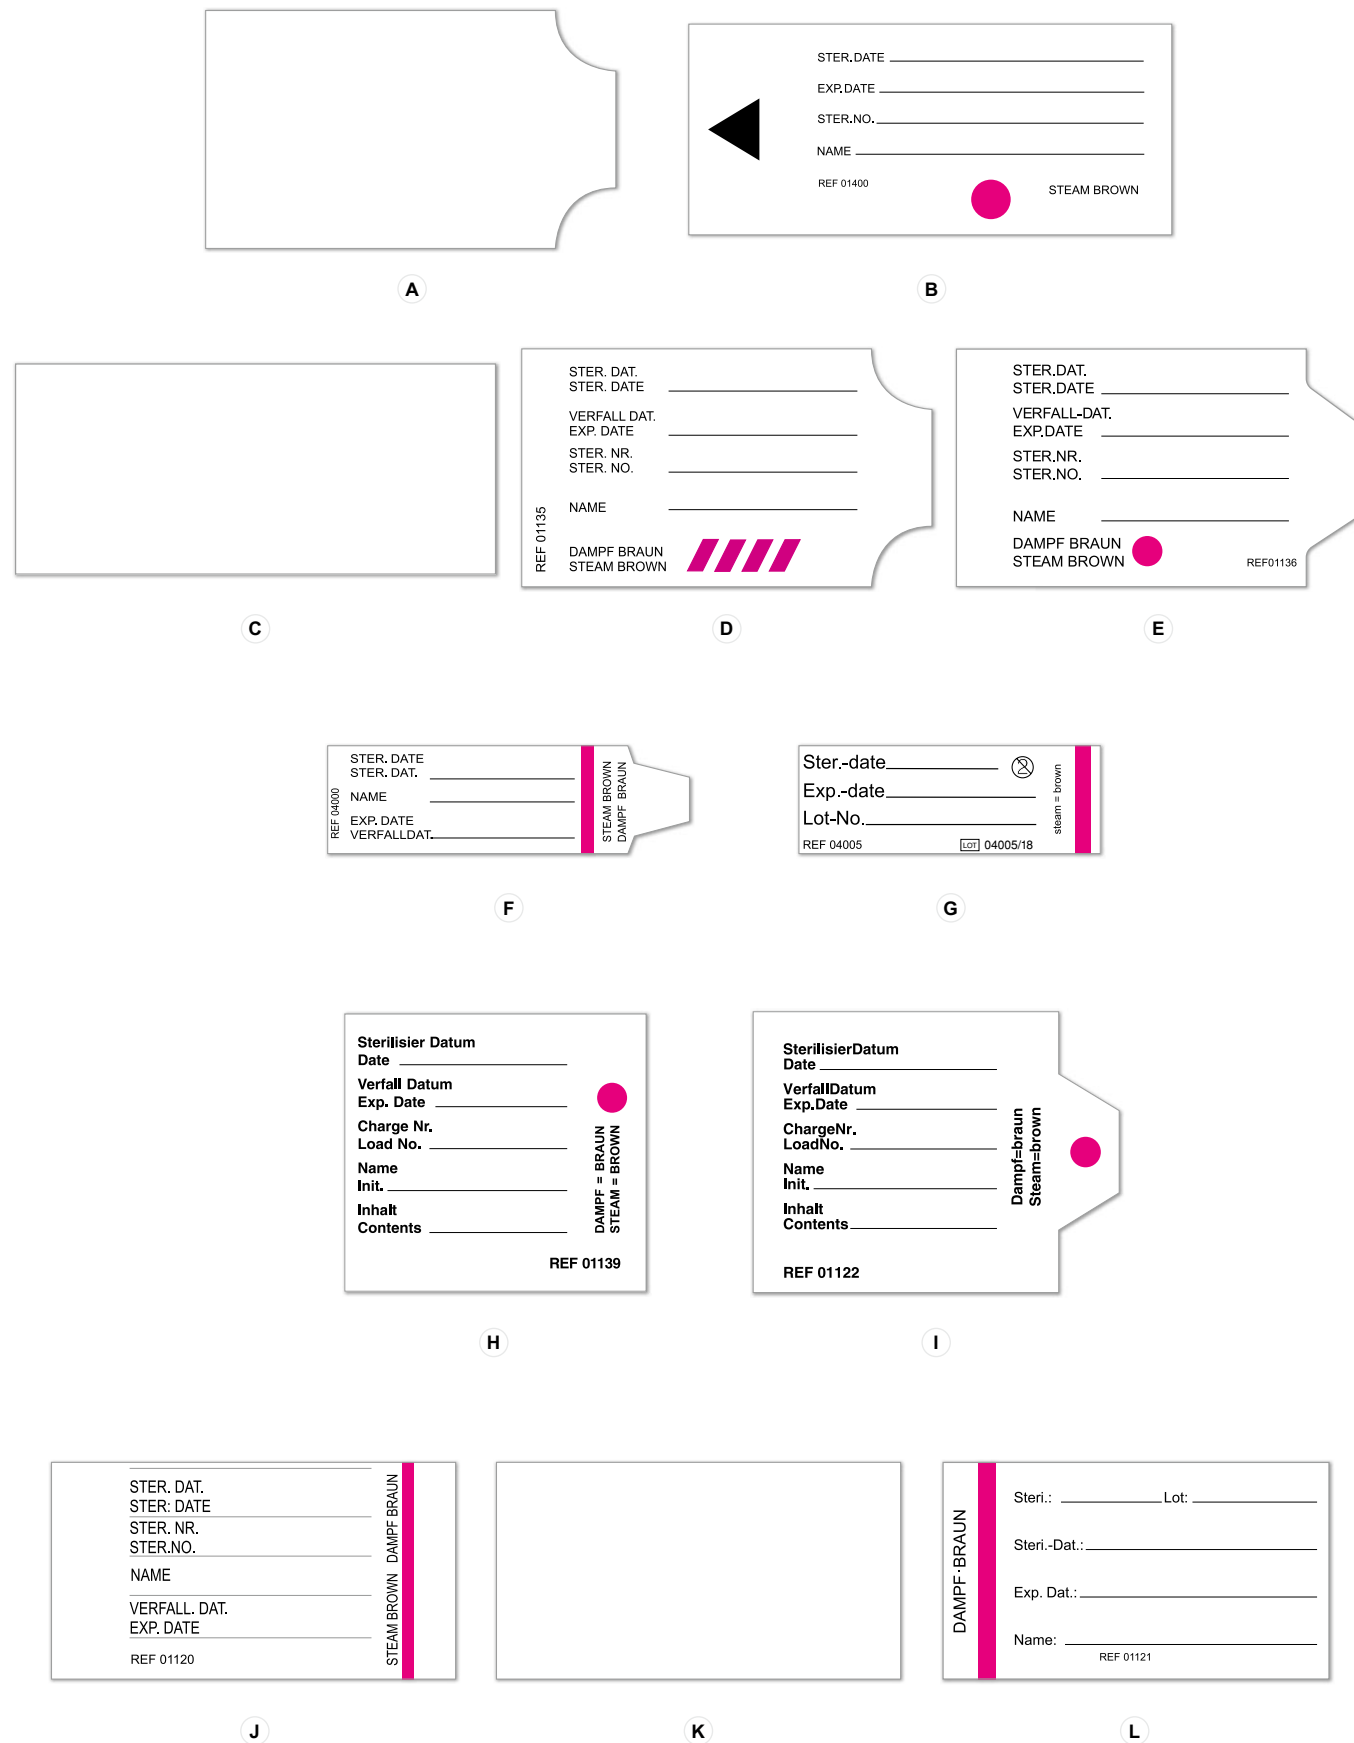 A
STER.DATE
EXP.DATE
STER.NO.
NAME
REF 01400
STEAM BROWN
B
C
STER. DAT.
STER. DATE
VERFALL DAT.
EXP. DATE
STER. NR.
STER. NO.
NAME
DAMPF BRAUN
STEAM BROWN
REF 01135
D
STER.DAT.
STER.DATE
VERFALL-DAT.
EXP.DATE
STER.NR.
STER.NO.
NAME
DAMPF BRAUN
STEAM BROWN
REF01136
E
REF 04000
STER. DATE
STER. DAT.
NAME
EXP. DATE
VERFALLDAT.
STEAM BROWN
DAMPF BRAUN
F
Ster.-date
2
Exp.-date
Lot-No.
REF 04005
LOT 04005/18
steam = brown
G
Sterilisier Datum
Date
Verfall Datum
Exp. Date
Charge Nr.
Load No.
Name
Init.
Inhalt
Contents
DAMPF = BRAUN
STEAM = BROWN
REF 01139
H
SterilisierDatum
Date
VerfallDatum
Exp.Date
ChargeNr.
LoadNo.
Name
Init.
Inhalt
Contents
Dampf=braun
Steam=brown
REF 01122
I
STER. DAT.
STER: DATE
STER. NR.
STER.NO.
NAME
VERFALL. DAT.
EXP. DATE
REF 01120
STEAM BROWN DAMPF BRAUN
J
K
DAMPF·BRAUN
Steri.: Lot:
Steri.-Dat.:
Exp. Dat.:
Name:
REF 01121
L